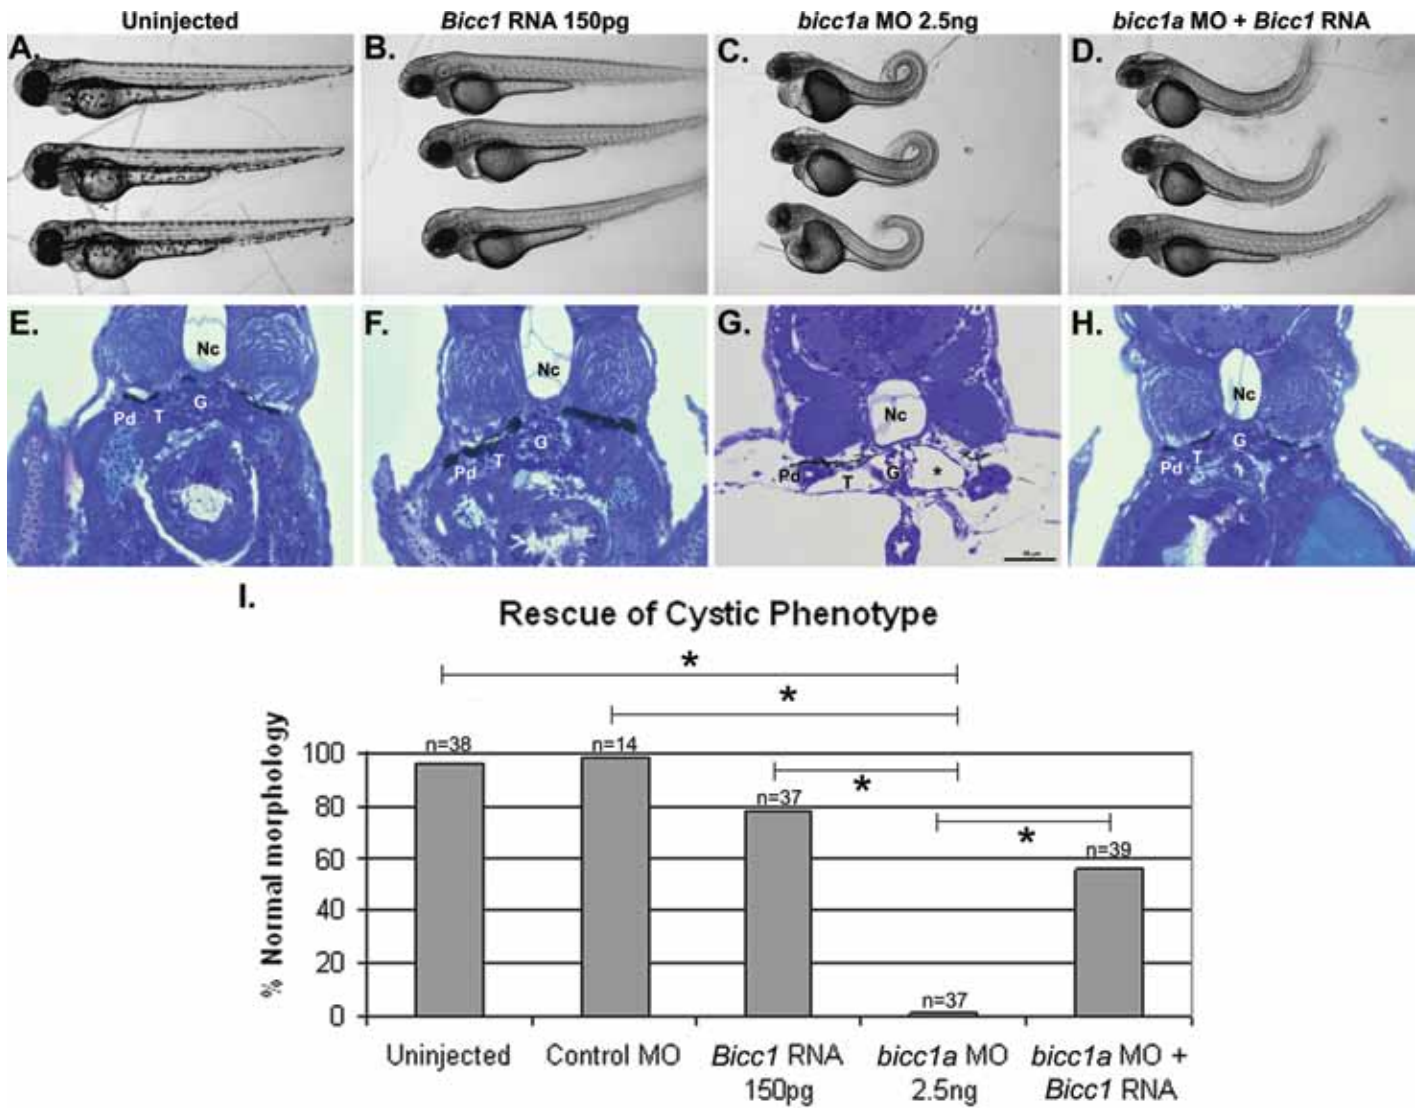 Uninjected Bicc1 RNA 150pg bicc1a MO 2.5ng bicc1a MO + Bicc1 RNA
A. B. C. D.
E. F. G. H.
Nc Nc Nc Nc
Pd T G Pd T G Pd T G * Pd T G
I.
Rescue of Cystic Phenotype
*
*
*
*
% Normal morphology
100
80
60
40
20
0
n=38 n=14 n=37 n=37 n=39
Uninjected Control MO Bicc1 RNA bicc1a MO bicc1a MO +
150pg 2.5ng Bicc1 RNA